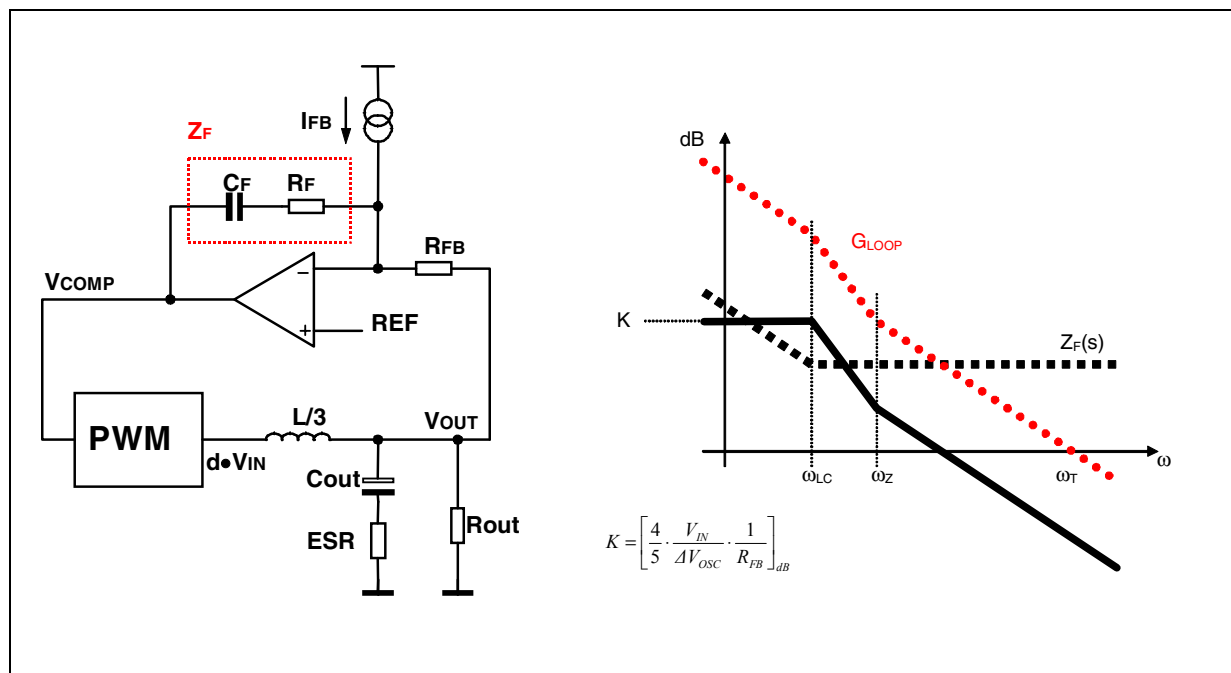 IFB
ZF
CF RF
RFB
VCOMP
−
+
REF
PWM
L/3
VOUT
d•VIN
Cout
ESR
Rout
dB
GLOOP
K
ZF(s)
ωLC
ωZ
ωT
ω
K = [4/5 · VIN/ΔVOSC · 1/RFB]dB